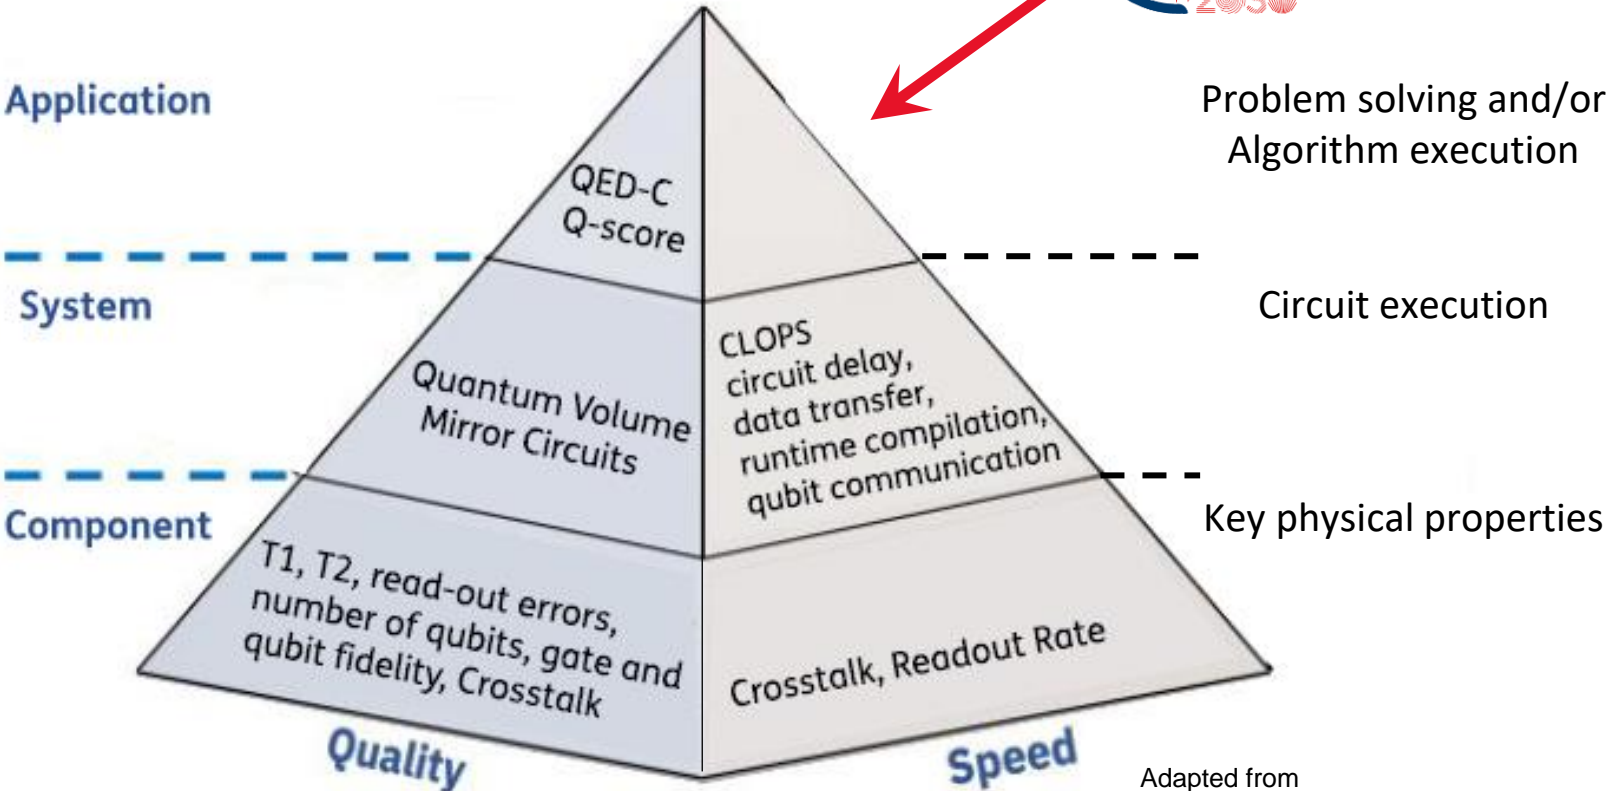 2030
Application
Problem solving and/or
Algorithm execution
QED-C
Q-score
System
Circuit execution
Quantum Volume
Mirror Circuits
CLOPS
circuit delay,
data transfer,
runtime compilation,
qubit communication
Component
Key physical properties
T1, T2, read-out errors,
number of qubits, gate and
qubit fidelity, Crosstalk
Crosstalk, Readout Rate
Quality
Speed
Adapted from